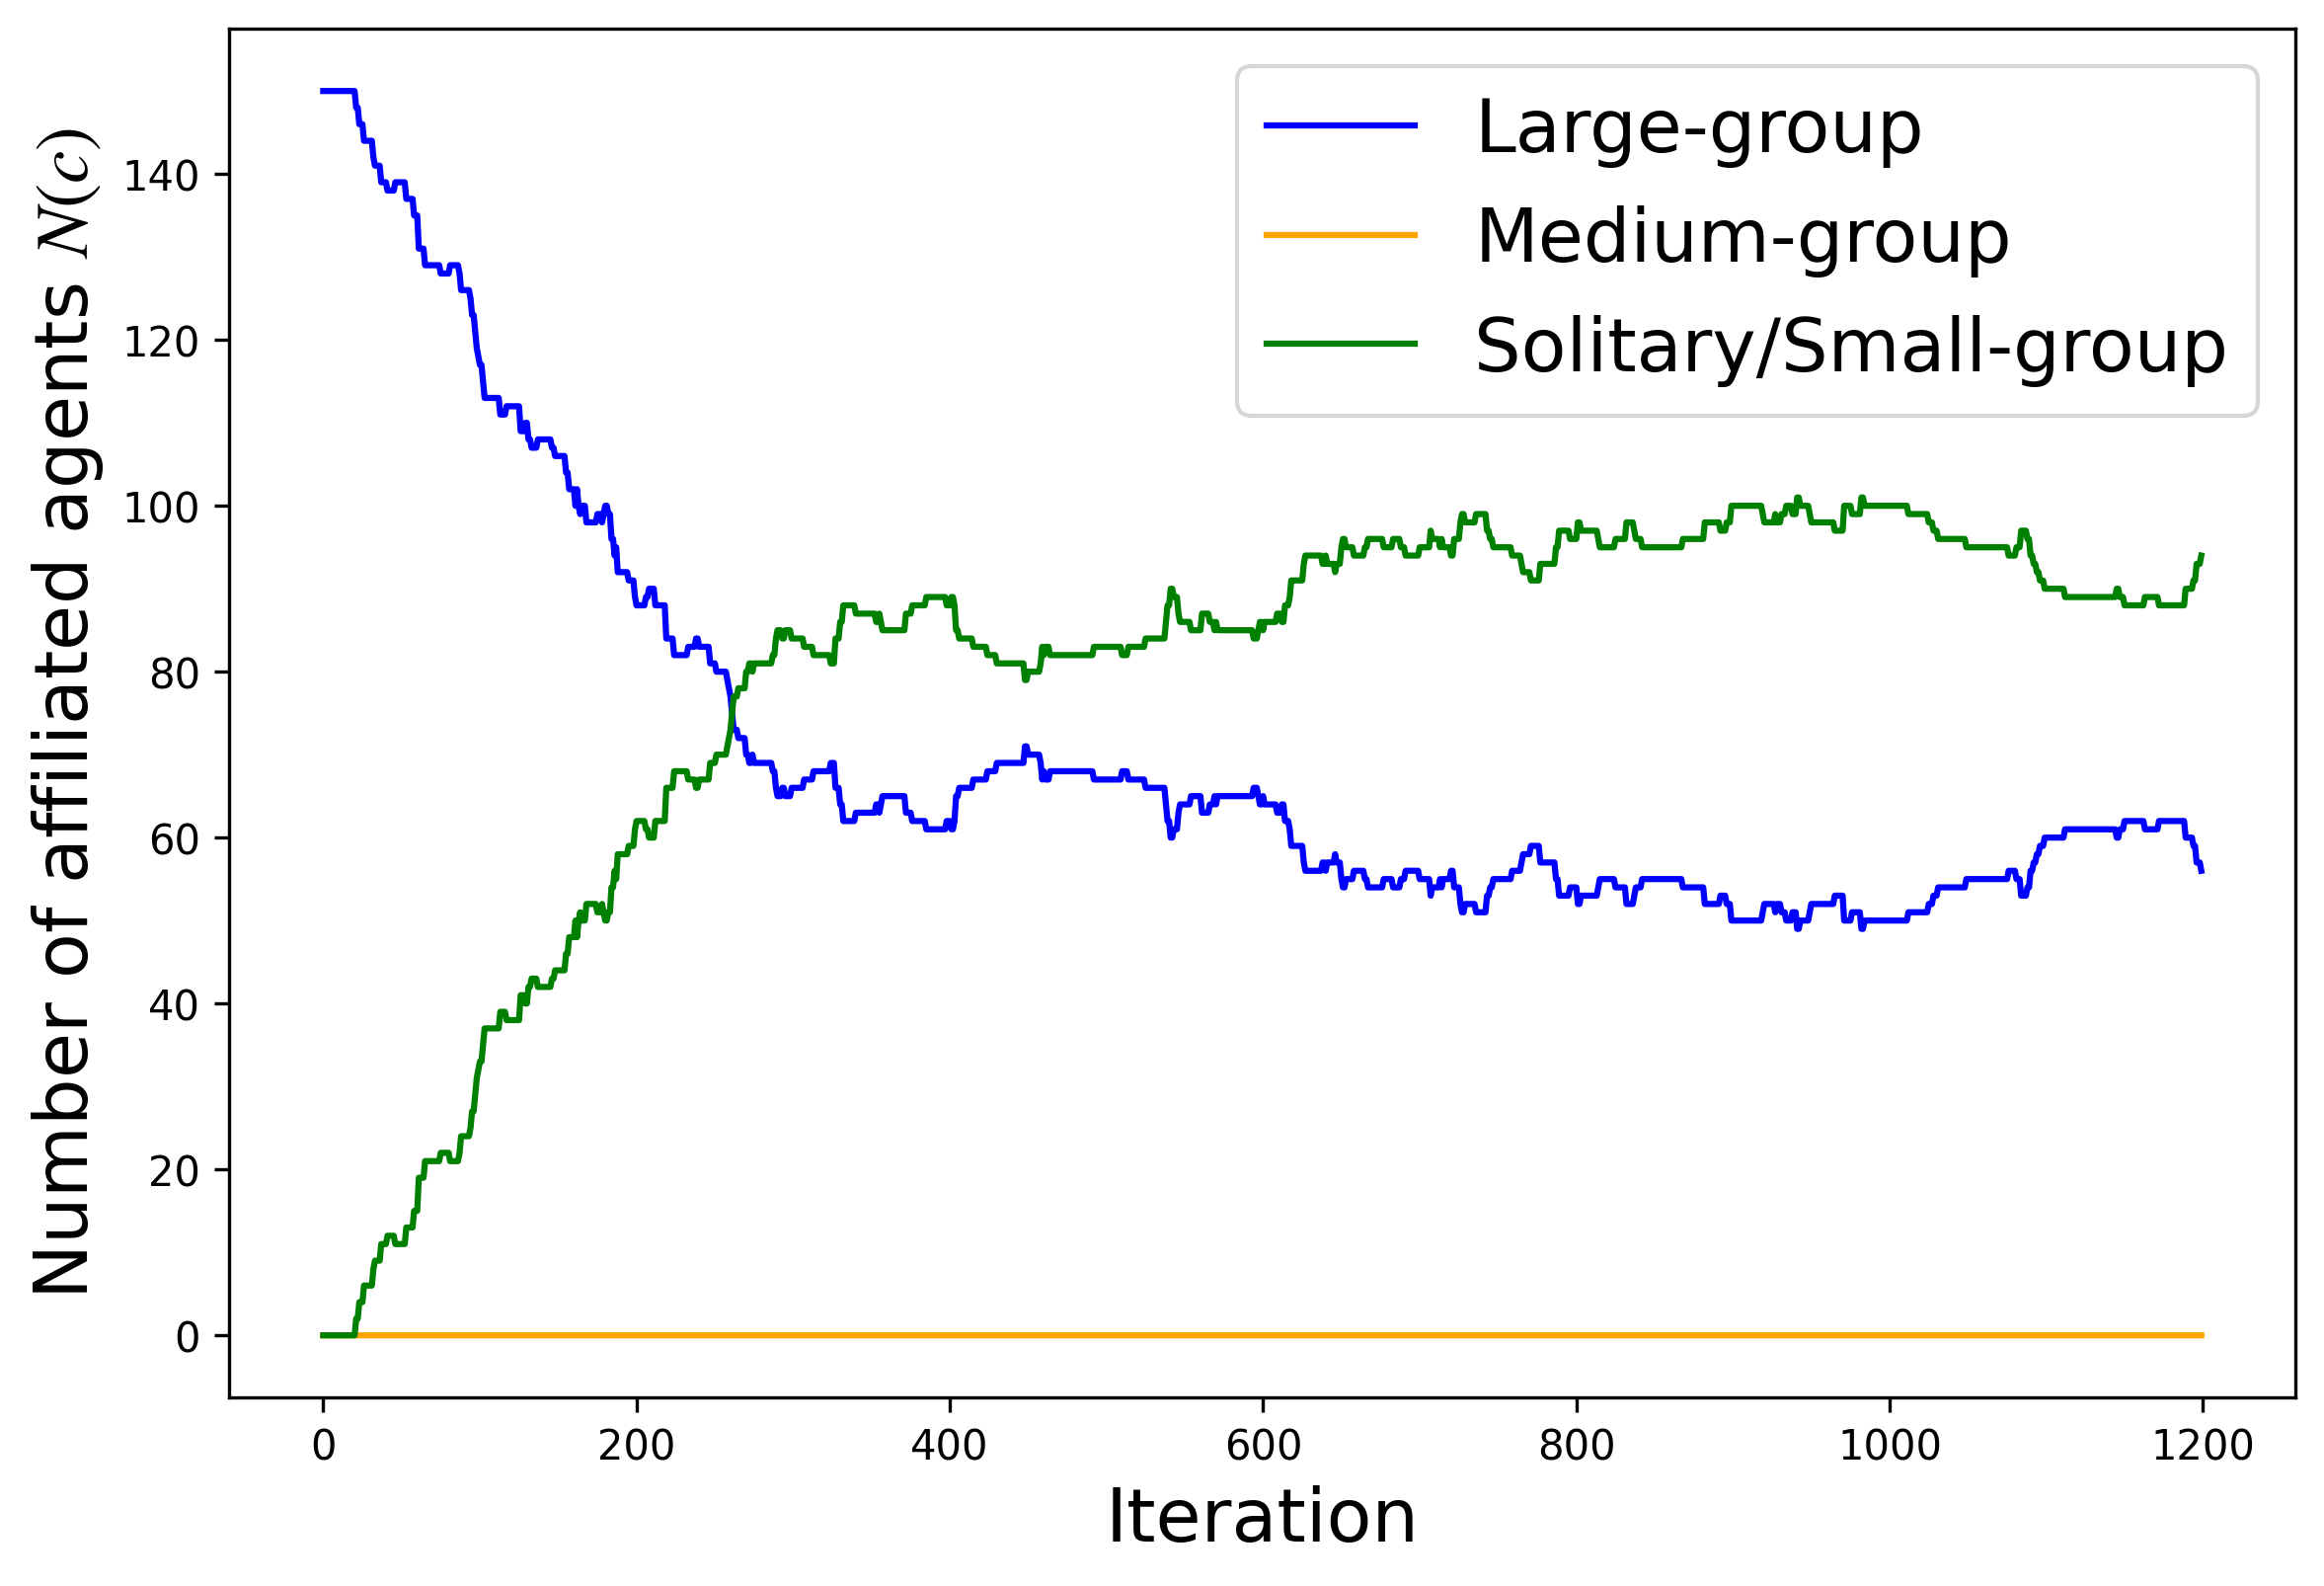 Number of affiliated agents N(c)
140
120
100
80
60
40
20
0
Large-group
Medium-group
Solitary/Small-group
0 200 400 600 800 1000 1200
Iteration